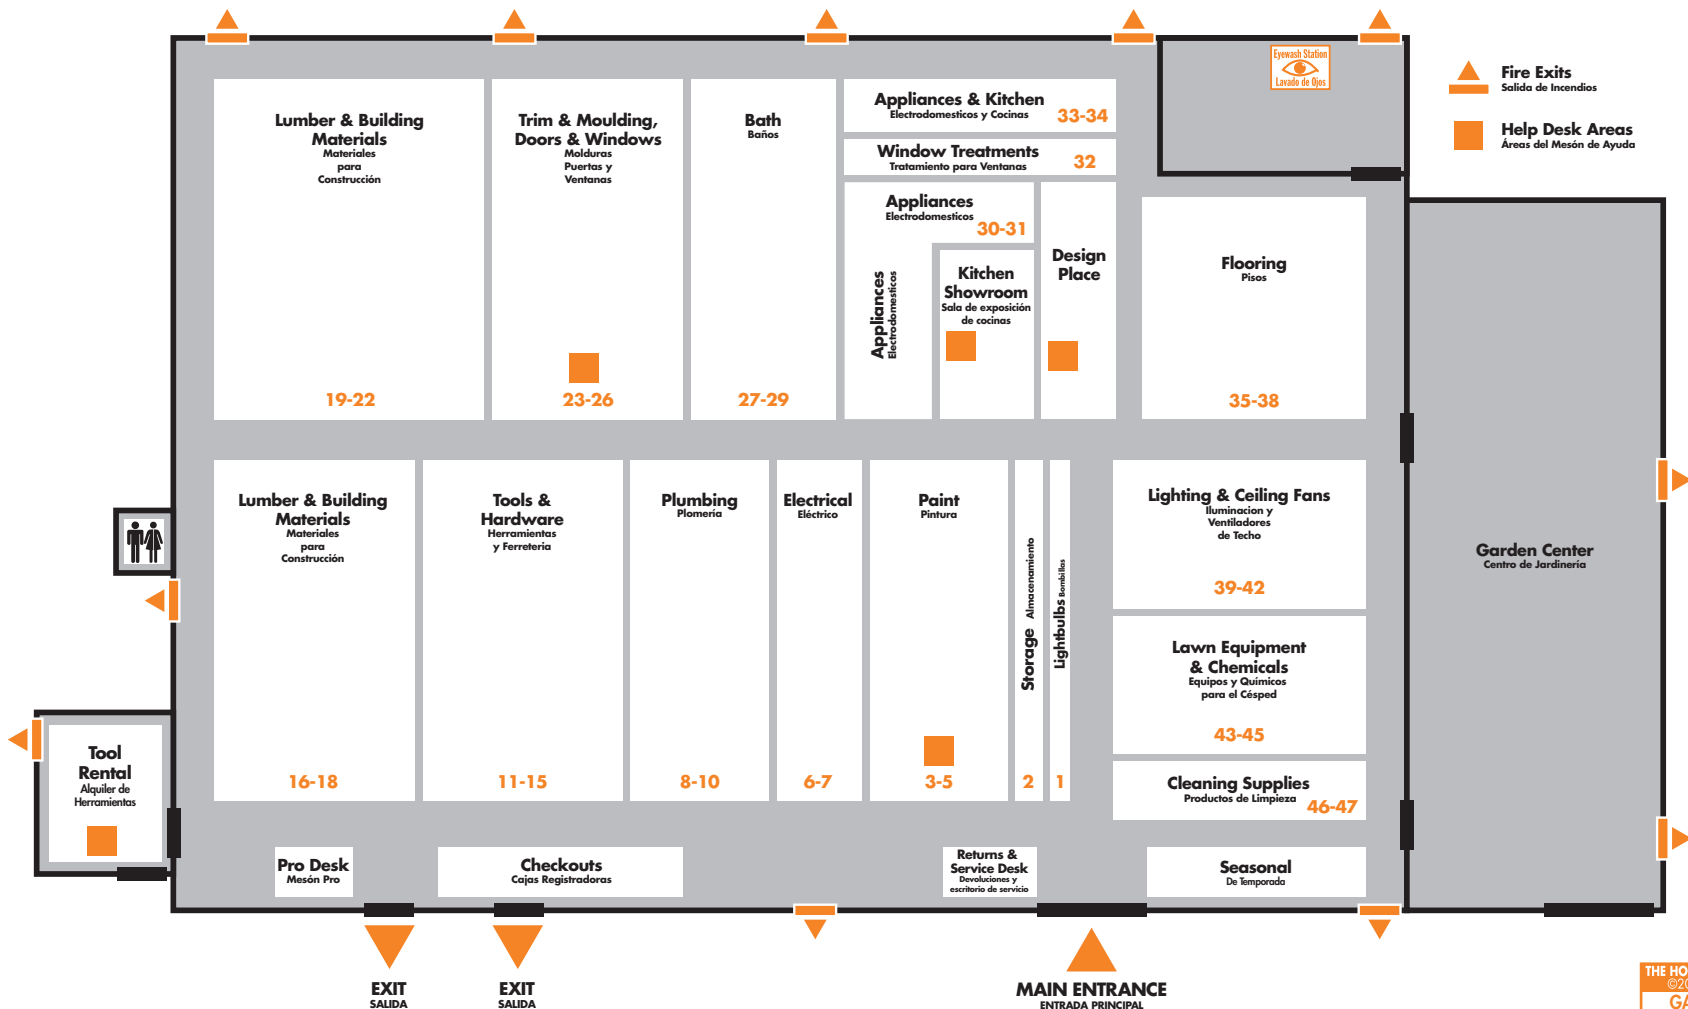 Eyewash Station
Lavado de Ojos
Fire Exits
Salida de Incendios
Help Desk Areas
Áreas del Mesón de Ayuda
Lumber & Building
Materials
Materiales
para
Construcción
19-22
Trim & Moulding,
Doors & Windows
Molduras
Puertas y
Ventanas
23-26
Bath
Baños
27-29
Appliances & Kitchen
Electrodomesticos y Cocinas
33-34
Window Treatments
Tratamiento para Ventanas
32
Appliances
Electrodomesticos
30-31
Appliances
Electrodomesticos
Kitchen
Showroom
Sala de exposición
de cocinas
Design
Place
Flooring
Pisos
35-38
Lumber & Building
Materials
Materiales
para
Construcción
16-18
Tools &
Hardware
Herramientas
y Ferreteria
11-15
Plumbing
Plomería
8-10
Electrical
Eléctrico
6-7
Paint
Pintura
3-5
Storage Almacenamiento
2
Lightbulbs Bombillas
1
Lighting & Ceiling Fans
Iluminacion y
Ventiladores
de Techo
39-42
Lawn Equipment
& Chemicals
Equipos y Químicos
para el Césped
43-45
Cleaning Supplies
Productos de Limpieza
46-47
Garden Center
Centro de Jardinería
Tool
Rental
Alquiler de
Herramientas
Pro Desk
Mesón Pro
Checkouts
Cajas Registradoras
Returns &
Service Desk
Devoluciones y
escritorio de servicio
Seasonal
De Temporada
EXIT
SALIDA
EXIT
SALIDA
MAIN ENTRANCE
ENTRADA PRINCIPAL
THE HO
©20
GA